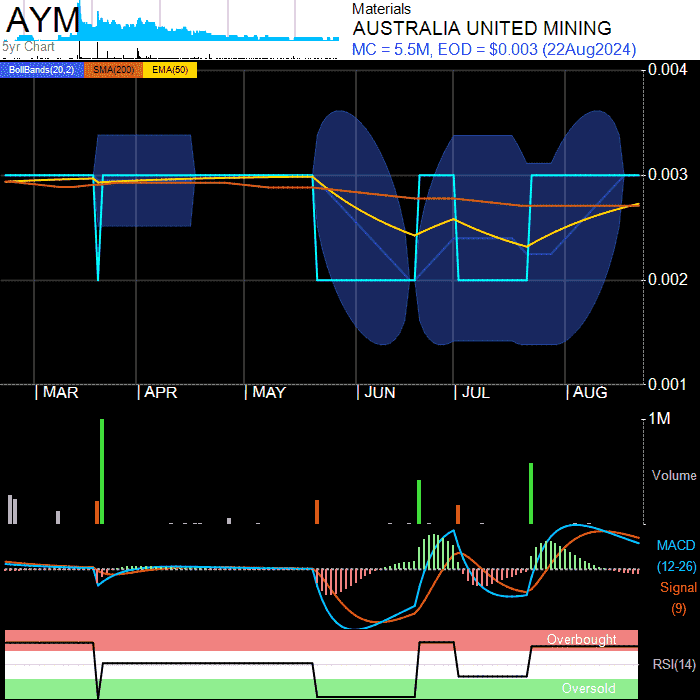 AYM
5yr Chart
Materials
AUSTRALIA UNITED MINING
MC = 5.5M, EOD = $0.003 (22Aug2024)
BollBands(20,2) SMA(200) EMA(50)
0.004
0.003
0.002
0.001
| MAR | APR | MAY | JUN | JUL | AUG
1M
Volume
MACD
(12-26)
Signal
(9)
Overbought
RSI(14)
Oversold